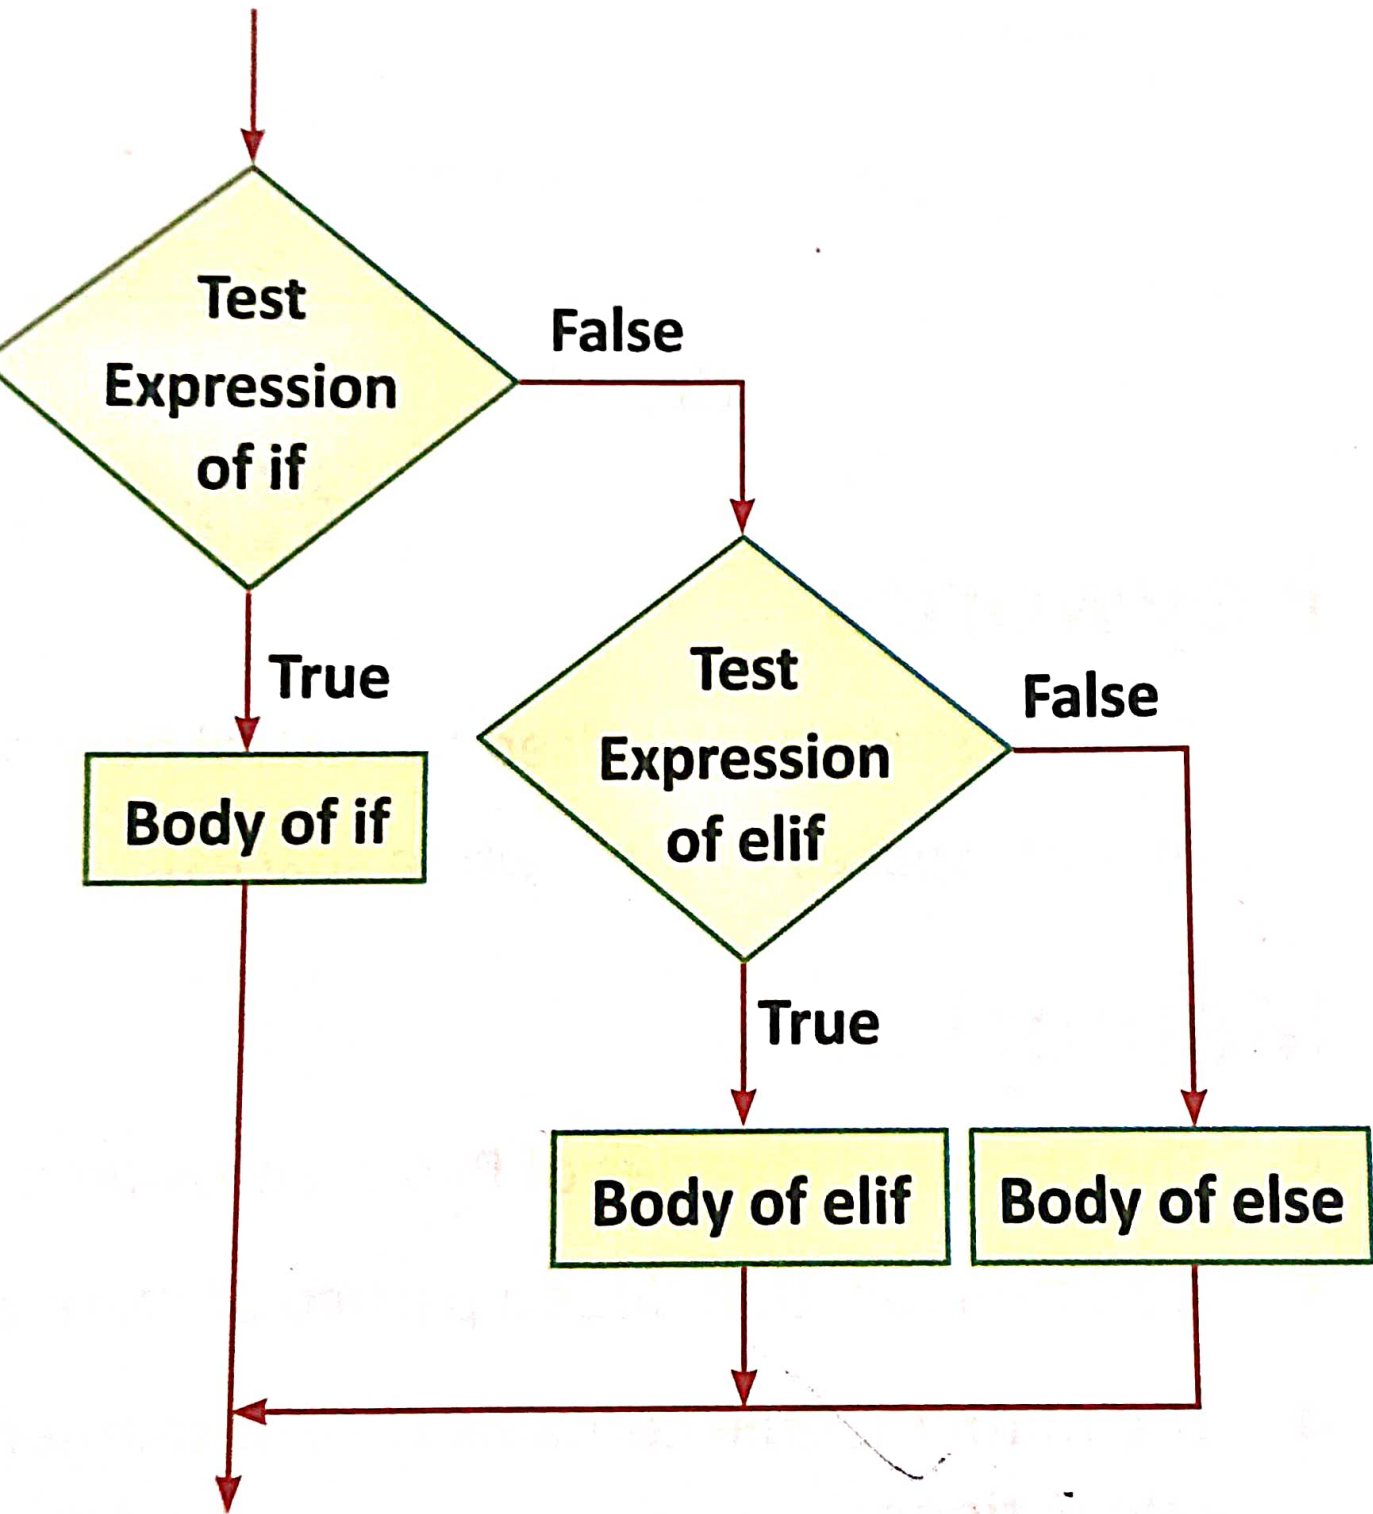 Test
Expression
of if
False
True
Body of if
Test
Expression
of elif
False
True
Body of elif
Body of else